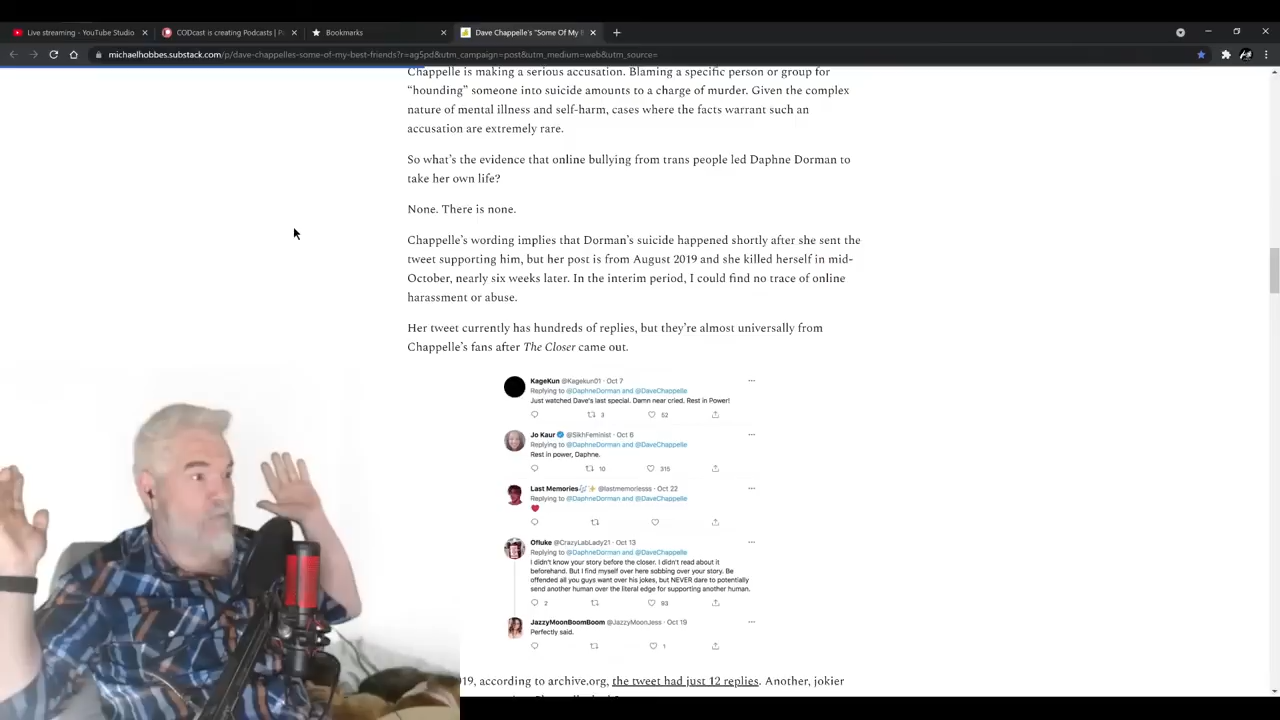 Live streaming - YouTube Studio
CODcast is creating Podcasts | P
Bookmarks
Dave Chappelle's "Some Of My B
michaelhobbes.substack.com/p/dave-chappelles-some-of-my-best-friends?r=ag5pd&utm_campaign=post&utm_medium=web&utm_source=
Chappelle is making a serious accusation. Blaming a specific person or group for
“hounding” someone into suicide amounts to a charge of murder. Given the complex
nature of mental illness and self-harm, cases where the facts warrant such an
accusation are extremely rare.
So what’s the evidence that online bullying from trans people led Daphne Dorman to
take her own life?
None. There is none.
Chappelle’s wording implies that Dorman’s suicide happened shortly after she sent the
tweet supporting him, but her post is from August 2019 and she killed herself in mid-
October, nearly six weeks later. In the interim period, I could find no trace of online
harassment or abuse.
Her tweet currently has hundreds of replies, but they’re almost universally from
Chappelle’s fans after The Closer came out.
KageKun @Kagekun01 · Oct 7
Replying to @DaphneDorman and @DaveChappelle
Just watched Dave's last special. Damn near cried. Rest in Power!
3 52
Jo Kaur @SikhFeminist · Oct 6
Replying to @DaphneDorman and @DaveChappelle
Rest in power, Daphne.
10 315
Last Memories @lastmemoriesss · Oct 22
Replying to @DaphneDorman and @DaveChappelle
Ofluke @CrazyLabLady21 · Oct 13
Replying to @DaphneDorman and @DaveChappelle
I didn't know your story before the closer. I didn't read about it
beforehand. But I find myself over here sobbing over your story. Be
offended all you guys want over his jokes, but NEVER dare to potentially
send another human over the literal edge for supporting another human.
2 93
JazzyMoonBoomBoom @JazzyMoonJess · Oct 19
Perfectly said.
1
19, according to archive.org, the tweet had just 12 replies. Another, jokier